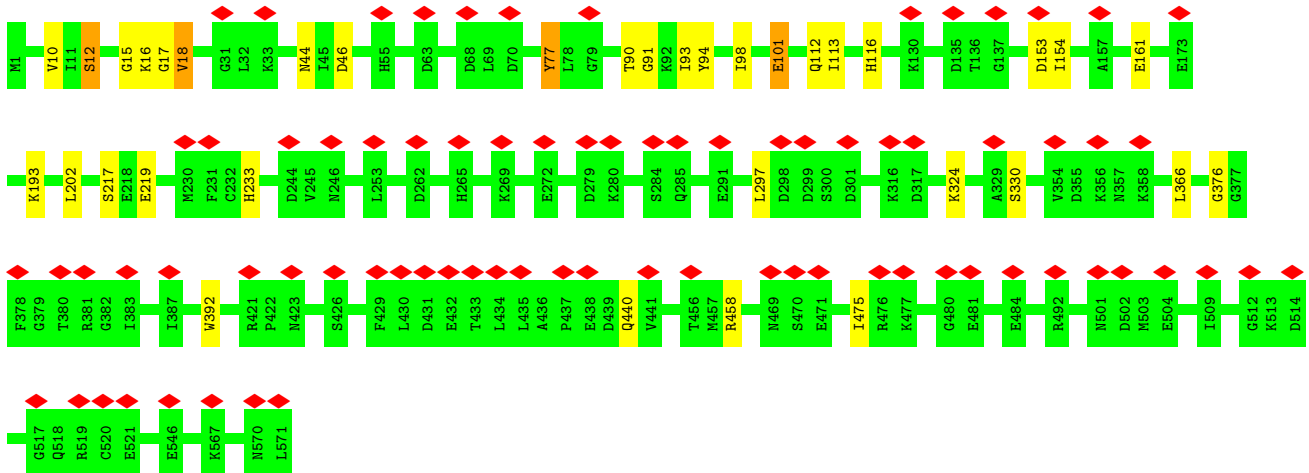 M1 V10 I11 S12 G15 K16 G17 V18 G31 L32 K33 N44 I45 D46 H55 D63 D68 L69 D70 Y77 L78 G79 T90 G91 K92 I93 Y94 I98 E101 Q112 I113 H116 K130 D135 T136 G137 D153 I154 A157 E161 E173
K193 L202 S217 E218 E219 M230 F231 C232 H233 D244 V245 N246 L253 D262 H265 K269 E272 D279 K280 S284 Q285 E291 L297 D298 D299 S300 D301 K316 D317 K324 A329 S330 V354 D355 K356 N357 K358 L366 G376 G377
F378 G379 T380 R381 G382 I383 I387 W392 R421 P422 N423 S426 F429 L430 D431 E432 T433 L434 L435 A436 P437 E438 D439 Q440 V441 T456 M457 R458 N469 S470 E471 I475 R476 K477 G480 E481 E484 R492 N501 D502 M503 E504 I509 G512 K513 D514
G517 Q518 R519 C520 E521 E546 K567 N570 L571